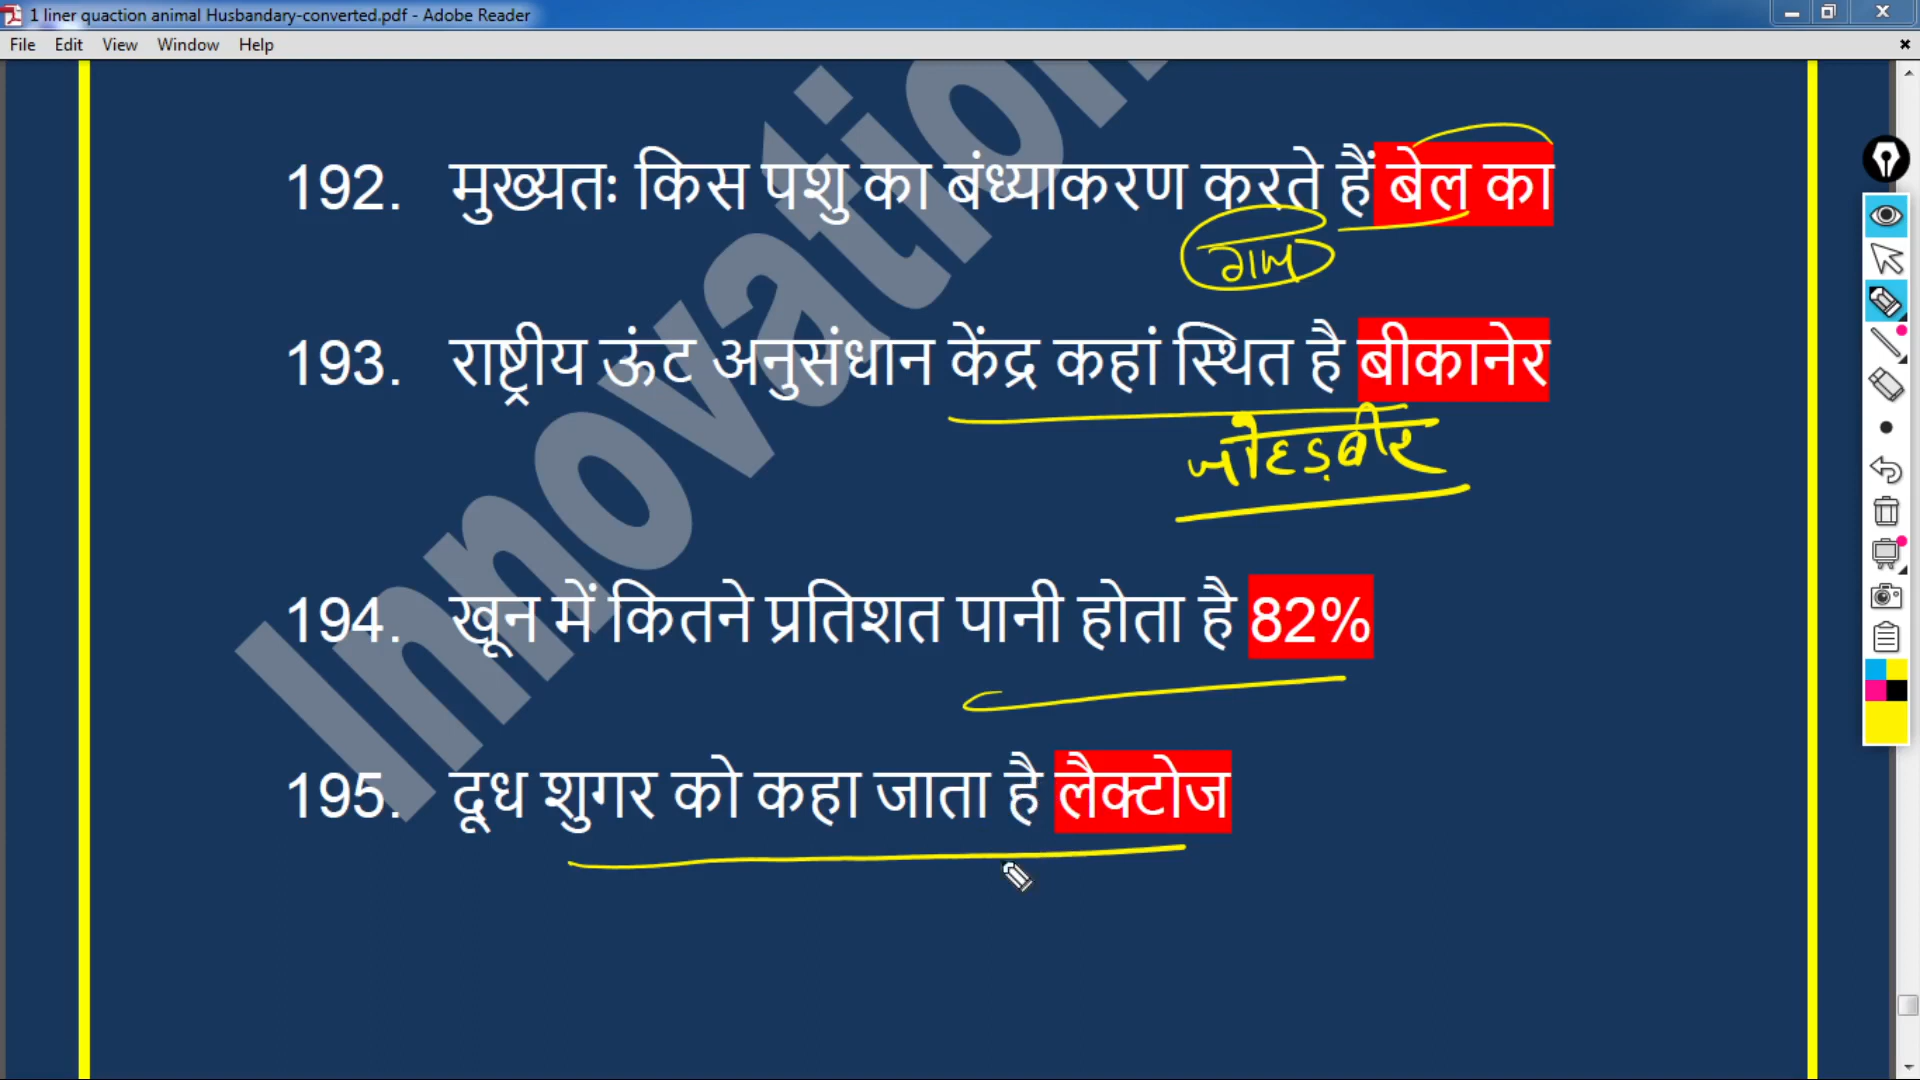 1 liner quaction animal Husbandary-converted.pdf - Adobe Reader
File Edit View Window Help
Innovation
192. मुख्यतः किस पशु का बंध्याकरण करते हैं बेल का
193. राष्ट्रीय ऊंट अनुसंधान केंद्र कहां स्थित है बीकानेर
जोहड़बीर
194. खून में कितने प्रतिशत पानी होता है 82%
195. दूध शुगर को कहा जाता है लैक्टोज